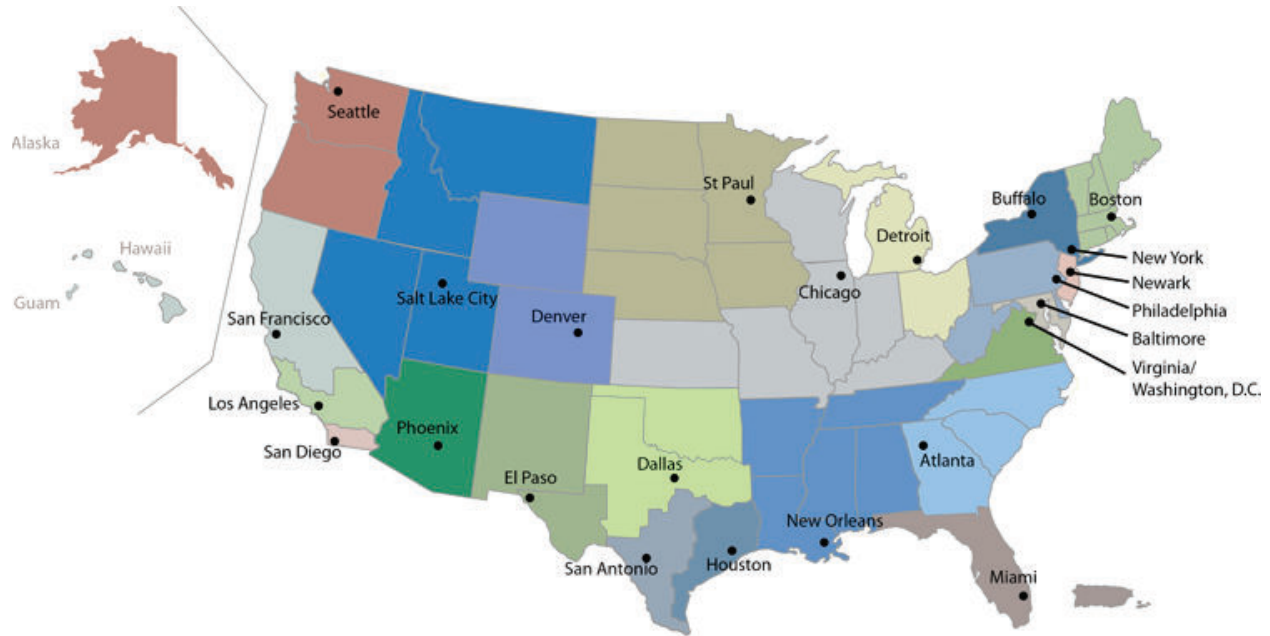 Alaska
Seattle
Hawaii
Guam
St Paul
Buffalo
Boston
Detroit
New York
Newark
Chicago
Salt Lake City
Philadelphia
San Francisco
Denver
Baltimore
Virginia/
Washington, D.C.
Los Angeles
Phoenix
San Diego
Atlanta
El Paso
Dallas
New Orleans
San Antonio
Houston
Miami